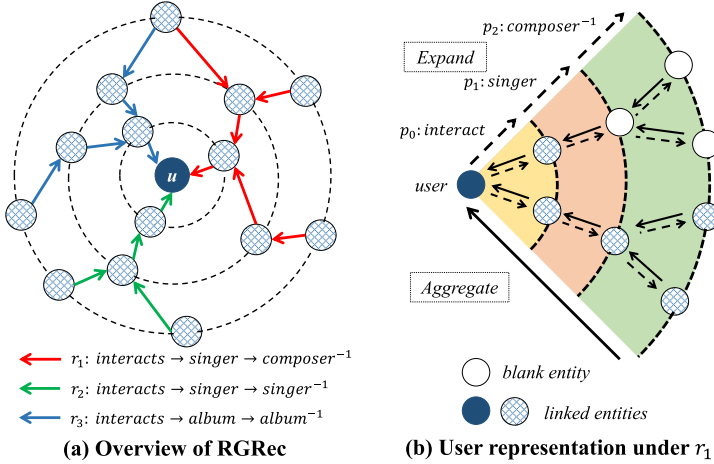 u
r₁: interacts → singer → composer⁻¹
r₂: interacts → singer → singer⁻¹
r₃: interacts → album → album⁻¹
(a) Overview of RGRec
p₂: composer⁻¹
Expand
p₁: singer
p₀: interact
user
Aggregate
blank entity
linked entities
(b) User representation under r₁